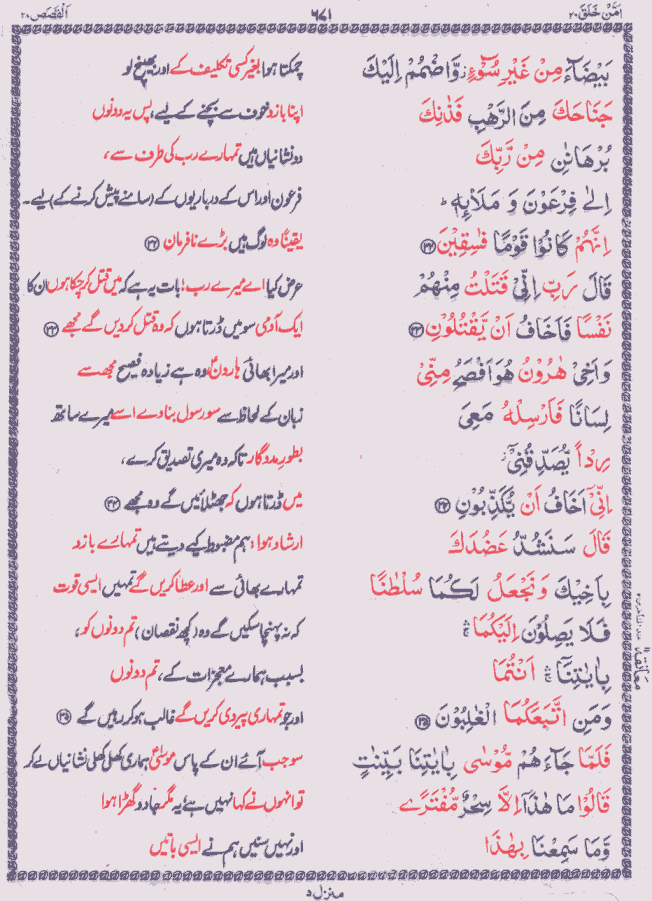 اَمَّنْ خَلَقَ ۲۰
۶۸۱
اَلْقَصَص ۲۸
بَيْضَآءَ مِنْ غَيْرِ سُوْٓءٍ ز وَّاضْمُمْ اِلَيْكَ
چمکتا ہوا بغیر کسی تکلیف کے اور بھینچ لو
جَنَاحَكَ مِنَ الرَّهْبِ فَذٰنِكَ
اپنا بازو خوف سے بچنے کے لیے، پس یہ دونوں
بُرْهَانٰنِ مِنْ رَّبِّكَ
دو نشانیاں ہیں تمہارے رب کی طرف سے،
اِلٰى فِرْعَوْنَ وَ مَلَا۟ئِهٖ ؕ
فرعون اور اس کے درباریوں کے (سامنے پیش کرنے کے) لیے۔
اِنَّهُمْ كَانُوْا قَوْمًا فٰسِقِيْنَ ۝۳۲
یقیناً وہ لوگ ہیں بڑے نافرمان ۝۳۲
قَالَ رَبِّ اِنِّيْ قَتَلْتُ مِنْهُمْ
عرض کیا اے میرے رب! بات یہ ہے کہ میں قتل کر چکا ہوں ان کا
نَفْسًا فَاَخَافُ اَنْ يَّقْتُلُوْنِ ۝۳۳
ایک آدمی سو میں ڈرتا ہوں کہ وہ قتل کردیں گے مجھے ۝۳۳
وَ اَخِيْ هٰرُوْنُ هُوَ اَفْصَحُ مِنِّيْ
اور میرا بھائی ہارونؑ وہ ہے زیادہ فصیح مجھ سے
لِسَانًا فَاَرْسِلْهُ مَعِيَ
زبان کے لحاظ سے سو رسول بنا دے اسے میرے ساتھ
رِدْاً يُّصَدِّقُنِيْٓ ز
بطور مددگار تاکہ وہ میری تصدیق کرے،
اِنِّيْٓ اَخَافُ اَنْ يُّكَذِّبُوْنِ ۝۳۴
میں ڈرتا ہوں کہ جھٹلائیں گے وہ مجھے ۝۳۴
قَالَ سَنَشُدُّ عَضُدَكَ
ارشاد ہوا: ہم مضبوط کیے دیتے ہیں تمہارے بازو
بِاَخِيْكَ وَ نَجْعَلُ لَكُمَا سُلْطٰنًا
تمہارے بھائی سے اور عطا کریں گے تمہیں ایسی قوت
فَلَا يَصِلُوْنَ اِلَيْكُمَا ۛۚ
کہ نہ پہنچا سکیں گے وہ (کچھ نقصان) تم دونوں کو،
بِاٰيٰتِنَآ ۛۚ اَنْتُمَا
بسبب ہمارے معجزات کے، تم دونوں
وَ مَنِ اتَّبَعَكُمَا الْغٰلِبُوْنَ ۝۳۵
اور جو تمہاری پیروی کریں گے غالب ہو کر رہیں گے ۝۳۵
فَلَمَّا جَآءَهُمْ مُّوْسٰى بِاٰيٰتِنَا بَيِّنٰتٍ
سو جب آئے ان کے پاس موسیٰؑ ہماری کھلی کھلی نشانیاں لے کر
قَالُوْا مَا هٰذَآ اِلَّا سِحْرٌ مُّفْتَرًى
تو انہوں نے کہا نہیں ہے یہ مگر جادو گھڑا ہوا
وَّ مَا سَمِعْنَا بِهٰذَا
اور نہیں سنیں ہم نے ایسی باتیں
معانقة
منزل ۵